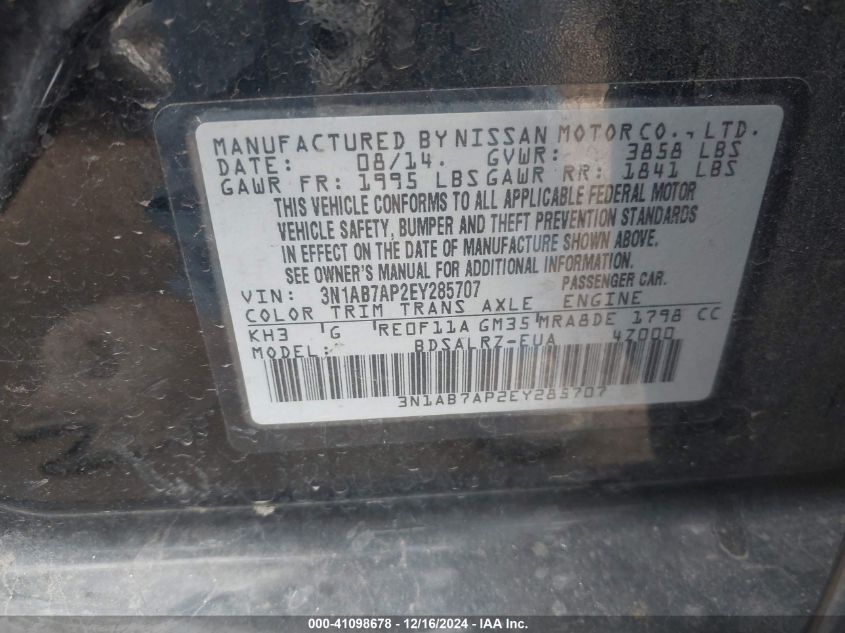 MANUFACTURED BY NISSAN MOTOR CO., LTD.
DATE: 08/14. GVWR: 3858 LBS
GAWR FR: 1995 LBS GAWR RR: 1841 LBS
THIS VEHICLE CONFORMS TO ALL APPLICABLE FEDERAL MOTOR
VEHICLE SAFETY, BUMPER AND THEFT PREVENTION STANDARDS
IN EFFECT ON THE DATE OF MANUFACTURE SHOWN ABOVE.
SEE OWNER'S MANUAL FOR ADDITIONAL INFORMATION.
VIN: 3N1AB7AP2EY285707 PASSENGER CAR.
COLOR TRIM TRANS AXLE ENGINE
KH3 G RE0F11A GM35 MRA8DE 1798 CC
MODEL: BDSALRZ-EUA 4Z000
3N1AB7AP2EY285707
000-41098678 - 12/16/2024 - IAA Inc.